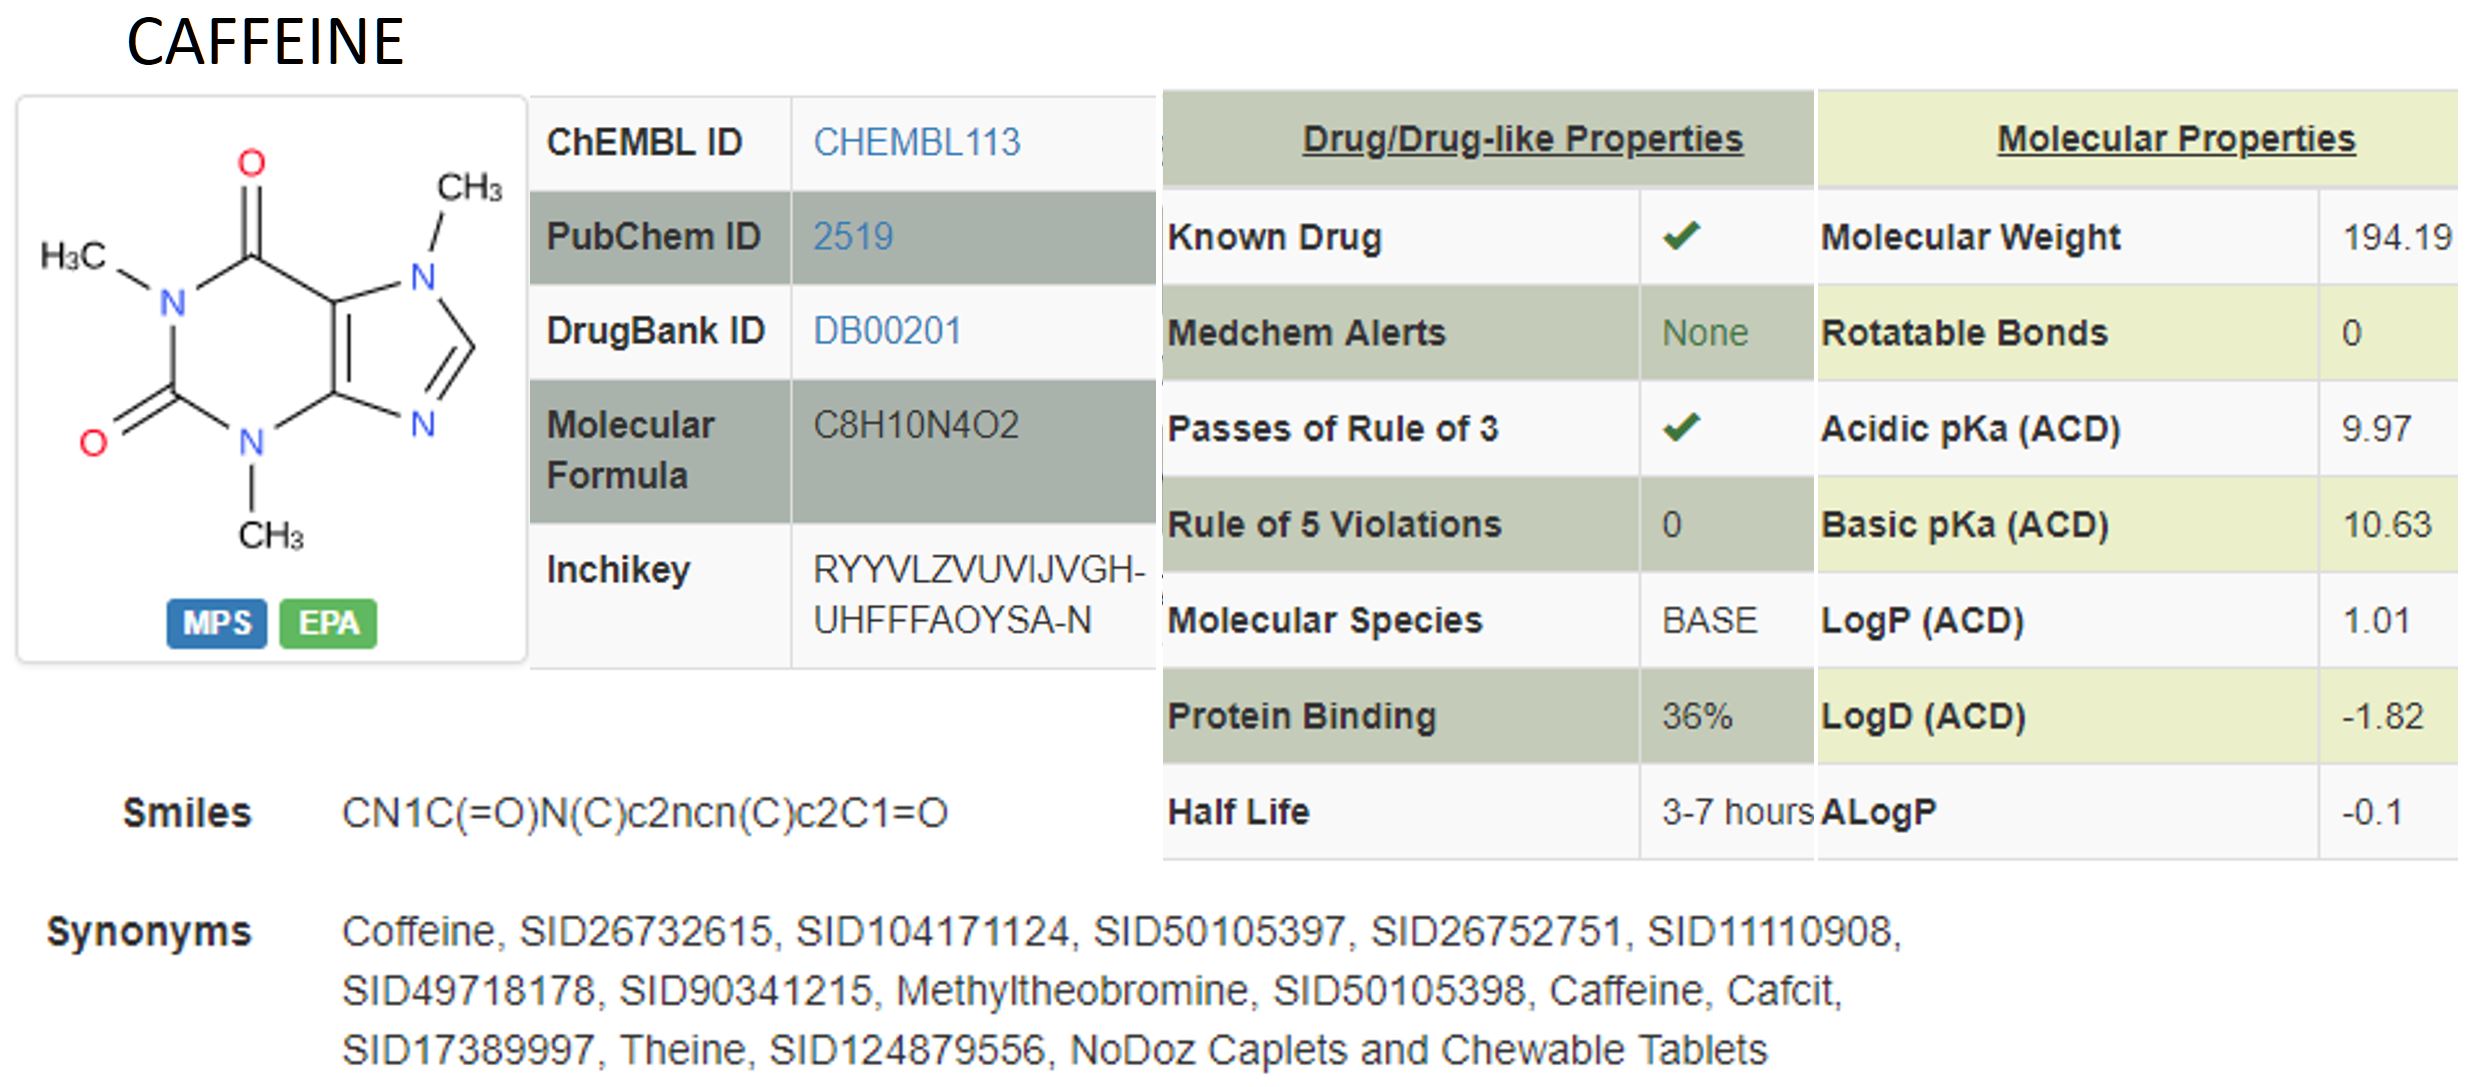 CAFFEINE
O
CH₃
H₃C
N
N
O
N
N
CH₃
MPS EPA
ChEMBL ID CHEMBL113
PubChem ID 2519
DrugBank ID DB00201
Molecular C8H10N4O2
Formula
Inchikey RYYVLZVUVIJVGH-
UHFFFAOYSA-N
Drug/Drug-like Properties
Known Drug ✔
Medchem Alerts None
Passes of Rule of 3 ✔
Rule of 5 Violations 0
Molecular Species BASE
Protein Binding 36%
Half Life 3-7 hours
Molecular Properties
Molecular Weight 194.19
Rotatable Bonds 0
Acidic pKa (ACD) 9.97
Basic pKa (ACD) 10.63
LogP (ACD) 1.01
LogD (ACD) -1.82
ALogP -0.1
Smiles CN1C(=O)N(C)c2ncn(C)c2C1=O
Synonyms Coffeine, SID26732615, SID104171124, SID50105397, SID26752751, SID11110908,
SID49718178, SID90341215, Methyltheobromine, SID50105398, Caffeine, Cafcit,
SID17389997, Theine, SID124879556, NoDoz Caplets and Chewable Tablets